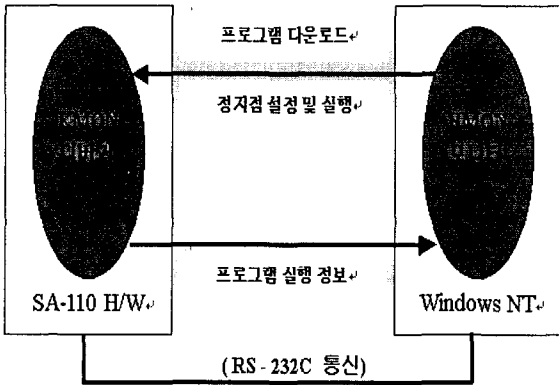 프로그램 다운로드
정지점 설정 및 실행
프로그램 실행 정보
SA-110 H/W
Windows NT
( RS - 232C 통신)